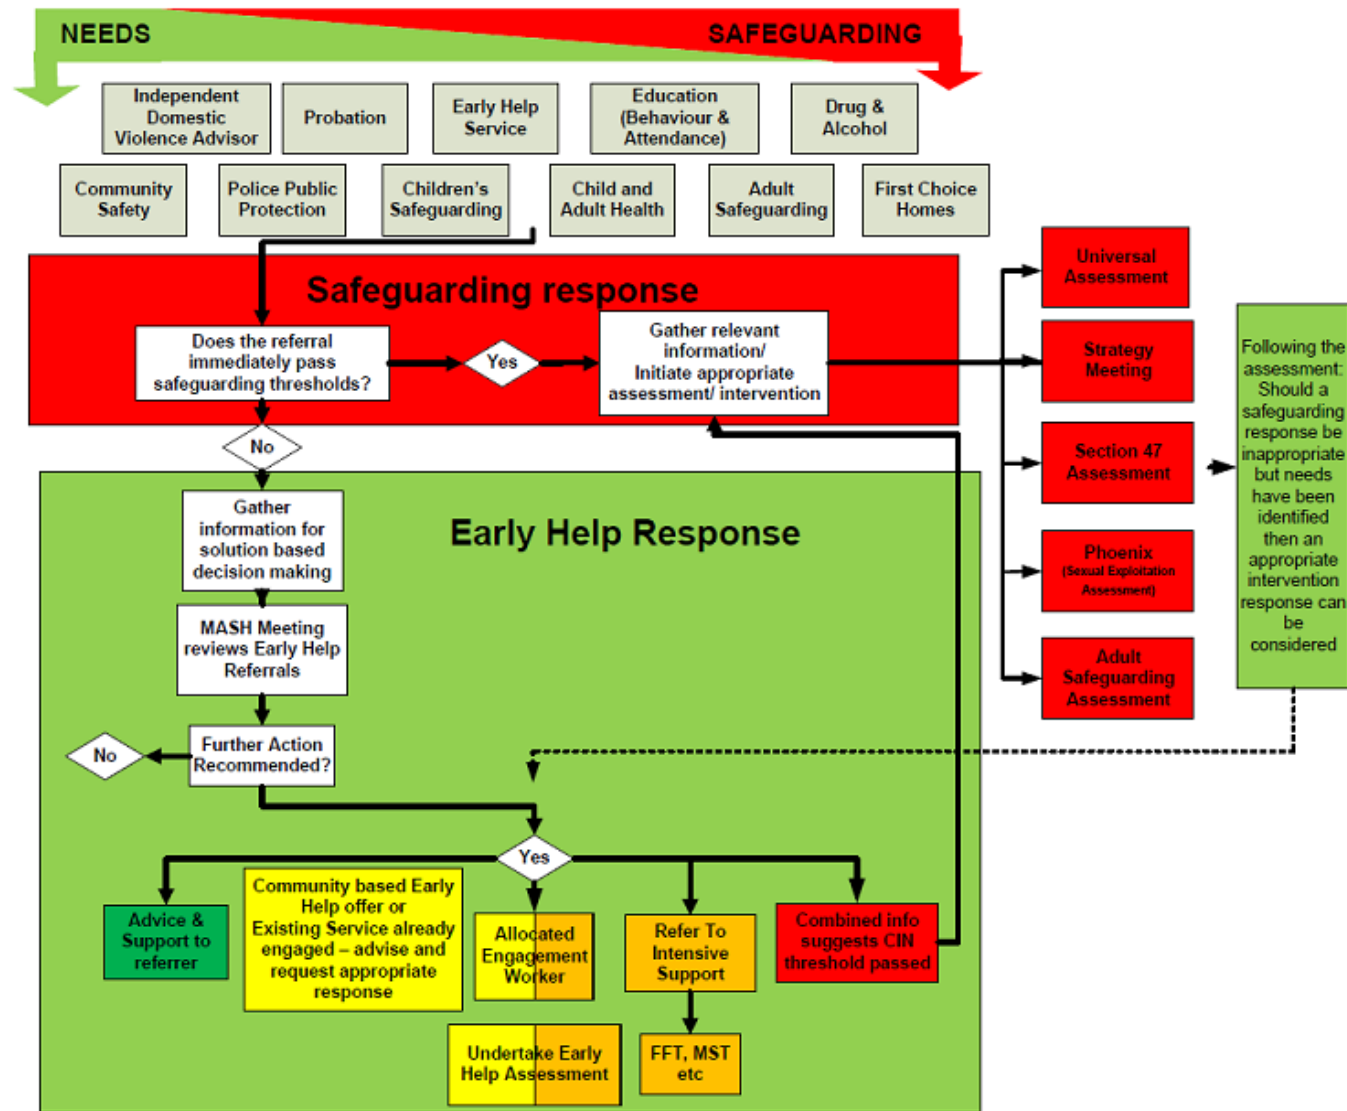 NEEDS
SAFEGUARDING
Independent
Domestic
Violence Advisor
Probation
Early Help
Service
Education
(Behaviour &
Attendance)
Drug &
Alcohol
Community
Safety
Police Public
Protection
Children's
Safeguarding
Child and
Adult Health
Adult
Safeguarding
First Choice
Homes
Safeguarding response
Does the referral
immediately pass
safeguarding thresholds?
Yes
Gather relevant
information/
Initiate appropriate
assessment/ intervention
No
Universal
Assessment
Strategy
Meeting
Section 47
Assessment
Phoenix
(Sexual Exploitation
Assessment)
Adult
Safeguarding
Assessment
Following the
assessment:
Should a
safeguarding
response be
inappropriate
but needs
have been
identified
then an
appropriate
intervention
response can
be
considered
Early Help Response
Gather
information for
solution based
decision making
MASH Meeting
reviews Early Help
Referrals
Further Action
Recommended?
No
Yes
Advice &
Support to
referrer
Community based Early
Help offer or
Existing Service already
engaged – advise and
request appropriate
response
Allocated
Engagement
Worker
Refer To
Intensive
Support
Combined info
suggests CIN
threshold passed
Undertake Early
Help Assessment
FFT, MST
etc